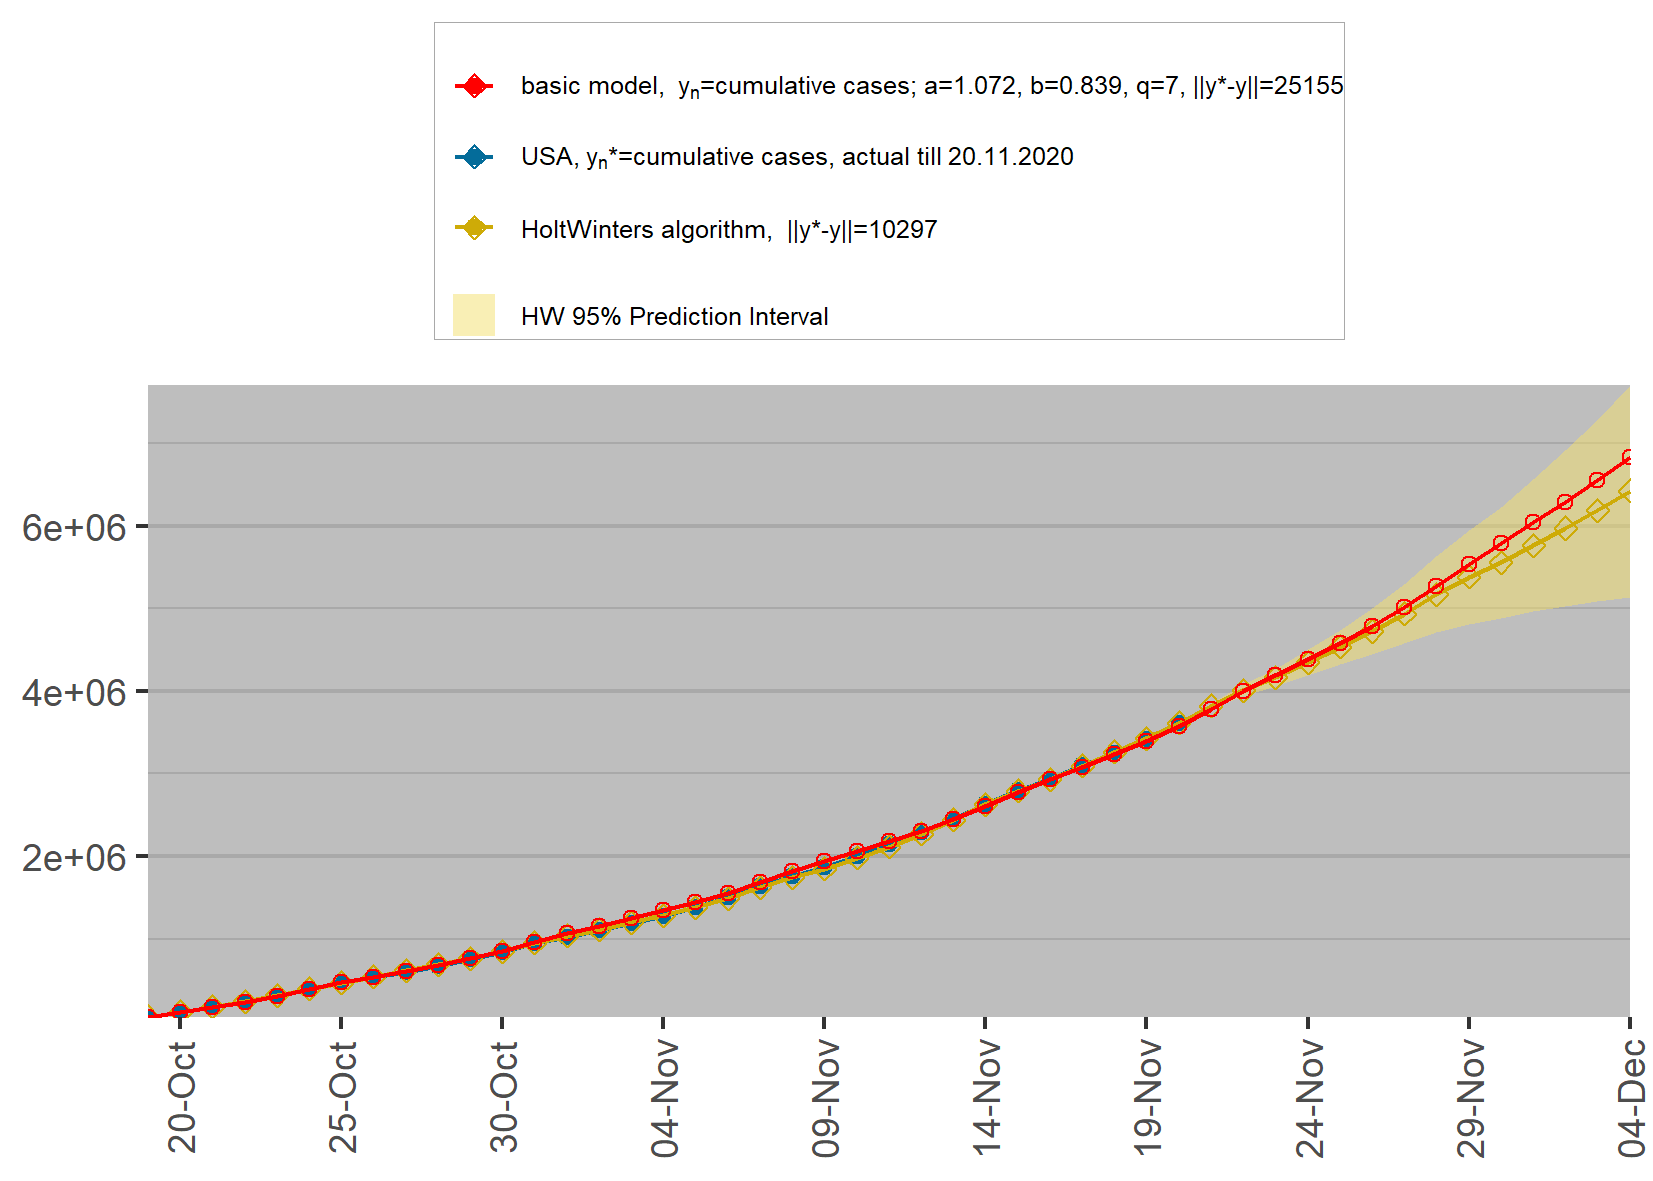 basic model,  yn=cumulative cases; a=1.072, b=0.839, q=7, ||y*-y||=25155
USA, yn*=cumulative cases, actual till 20.11.2020
HoltWinters algorithm,  ||y*-y||=10297
HW 95% Prediction Interval
6e+06
4e+06
2e+06
20-Oct
25-Oct
30-Oct
04-Nov
09-Nov
14-Nov
19-Nov
24-Nov
29-Nov
04-Dec